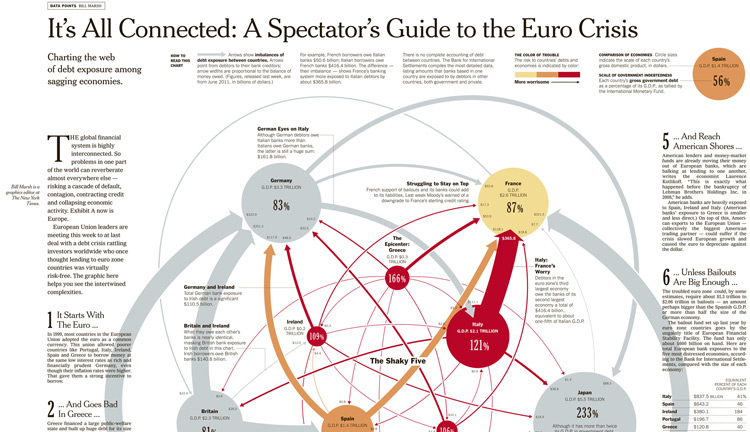 DATA POINTS BILL MARSH
It's All Connected: A Spectator's Guide to the Euro Crisis
Charting the web
of debt exposure among
sagging economies.
HOW TO
READ THIS
CHART
Arrows show imbalances of
debt exposure between countries. Arrows
point from debtors to their bank creditors;
arrow widths are proportional to the balance of
money owed. (Figures, released last week, are
from June 2011, in billions of dollars.)
For example, French borrowers owe Italian
banks $50.6 billion; Italian borrowers owe
French banks $416.4 billion. The difference —
their imbalance — shows France's banking
system more exposed to Italian debtors by
about $365.8 billion.
There is no complete accounting of debt
between countries. The Bank for International
Settlements compiles the most detailed data,
listing amounts that banks based in one
country are exposed to by debtors in other
countries, both government and private.
THE COLOR OF TROUBLE
The risk to countries' debts and
economies is indicated by color:
More worrisome
COMPARISON OF ECONOMIES Circle sizes
indicate the scale of each country's
gross domestic product, in dollars.
SCALE OF GOVERNMENT INDEBTEDNESS
Each country's gross government debt
as a percentage of its G.D.P., as tallied by
the International Monetary Fund.
Spain
G.D.P. $1.4 TRILLION
56%
THE global financial
system is highly
interconnected. So
problems in one part
of the world can reverberate
almost everywhere else —
risking a cascade of default,
contagion, contracting credit
and collapsing economic
activity. Exhibit A now is
Europe.
European Union leaders are
meeting this week to at last
deal with a debt crisis rattling
investors worldwide who once
thought lending to euro zone
countries was virtually
risk-free. The graphic here
helps you see the intertwined
complexities.
Bill Marsh is a
graphics editor at
The New York
Times.
1 It Starts With
The Euro ...
In 1999, most countries in the European
Union adopted the euro as a common
currency. This union allowed poorer
countries like Portugal, Italy, Ireland,
Spain and Greece to borrow money at
the same low interest rates as rich and
financially prudent Germany, even
though their inflation rates were higher.
That gave them a strong incentive to
borrow.
2 ... And Goes Bad
In Greece ...
Greece financed a large public-welfare
state and built up huge debt for its size
German Eyes on Italy
Although German debtors owe
Italian banks more than
Italians owe German banks,
the latter is still a huge sum:
$161.8 billion.
Germany
G.D.P. $3.3 TRILLION
83%
Struggling to Stay on Top
French support of bailouts and its banks could add
to its liabilities. Last week Moody's warned of a
downgrade to France's sterling credit rating.
France
G.D.P.
$2.6 TRILLION
87%
$365.8
The
Epicenter:
Greece
G.D.P. $0.3
TRILLION
166%
Italy:
France's
Worry
Debtors in the
euro zone's third
largest economy
owe the banks of its
second largest
economy a total of
$416.4 billion,
equivalent to about
one-fifth of Italian G.D.P.
Germany and Ireland
Total German bank exposure
to Irish debt is a significant
$110.5 billion.
Britain and Ireland
What they owe each other's
banks is nearly identical,
making British bank exposure
to Irish debt in this chart.
Irish borrowers owe British
banks $140.8 billion.
Ireland
G.D.P. $0.2
TRILLION
109%
Italy
G.D.P. $2.1 TRILLION
121%
The Shaky Five
Britain
G.D.P. $2.3 TRILLION
81%
Spain
G.D.P. $1.4 TRILLION
106%
Japan
G.D.P. $5.5 TRILLION
233%
Although it has more than twice
5 ... And Reach
American Shores ...
American lenders and money-market
funds are already moving their money
out of European banks, which are
balking at lending to one another,
writes the economist Laurence
Kotlikoff. "This is exactly what
happened before the bankruptcy of
Lehman Brothers Holdings Inc. in
2008," he adds.
American banks are heavily exposed
to Spain, Ireland and Italy. (American
banks' exposure to Greece is smaller
and less direct.) On top of this, Ameri-
can exports to the European Union —
collectively the biggest American
trading partner — could suffer if the
crisis slowed European growth and
caused the euro to depreciate against
the dollar.
6 ... Unless Bailouts
Are Big Enough ...
The troubled euro zone could, by some
estimates, require about $1.3 trillion to
$2.86 trillion in bailouts — an amount
perhaps bigger than the Spanish G.D.P.
or more than half the size of the
German economy.
The bailout fund set up last year by
euro zone countries goes by the
ungainly title of European Financial
Stability Facility. The fund has only
about $600 billion on hand. Here are
total European bank exposures to the
five most distressed economies, accord-
ing to the Bank for International Settle-
ments, compared with the size of each
economy:
EQUIVALENT
PERCENT OF EACH
COUNTRY'S G.D.P.
Italy $837.5 BILLION 41%
Spain $643.2 46
Ireland $380.1 184
Portugal $196.7 86
Greece $120.8 40